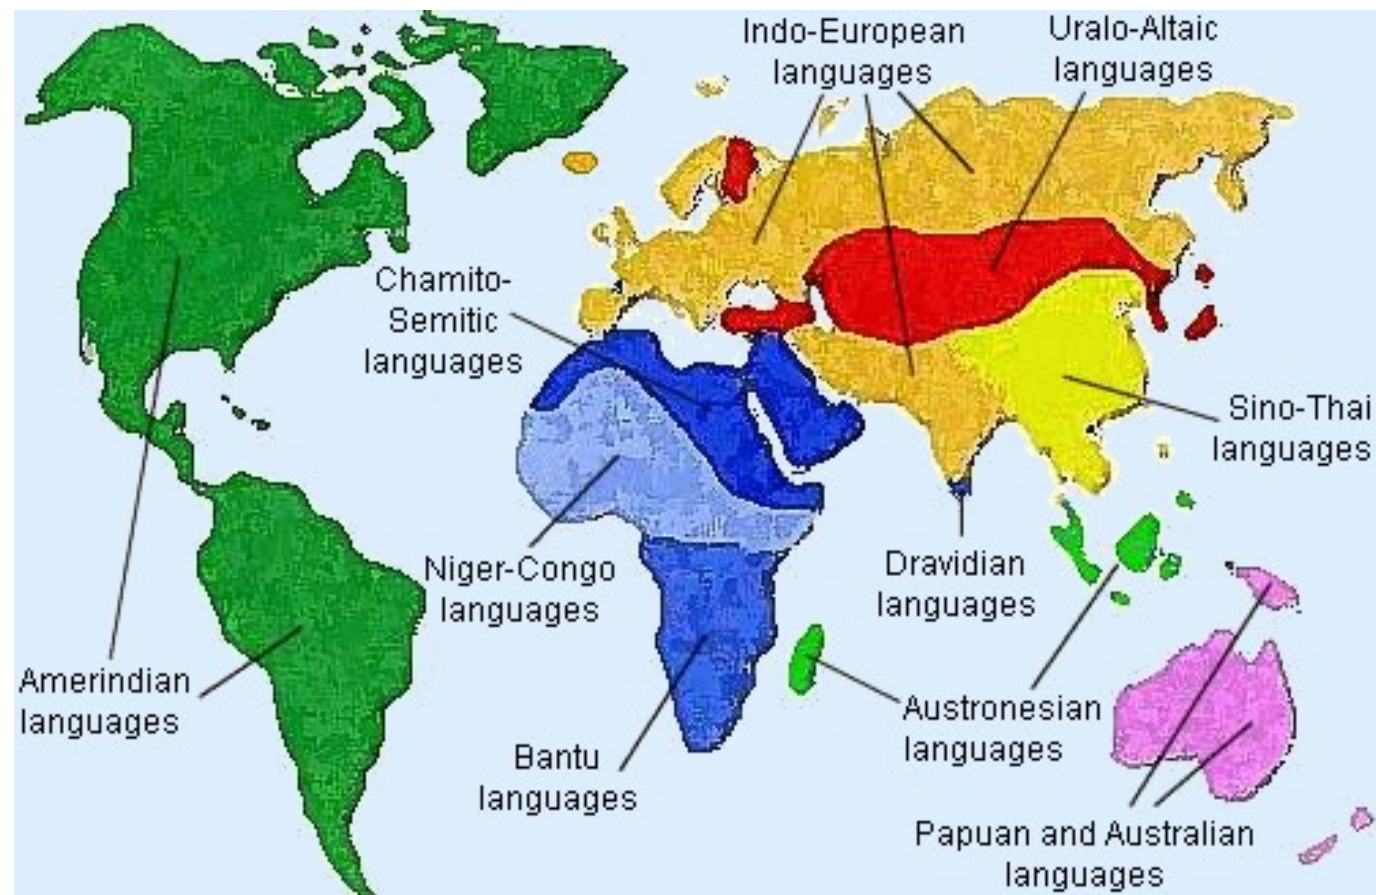 Indo-European
languages
Uralo-Altaic
languages
Chamito-
Semitic
languages
Sino-Thai
languages
Niger-Congo
languages
Dravidian
languages
Amerindian
languages
Austronesian
languages
Bantu
languages
Papuan and Australian
languages